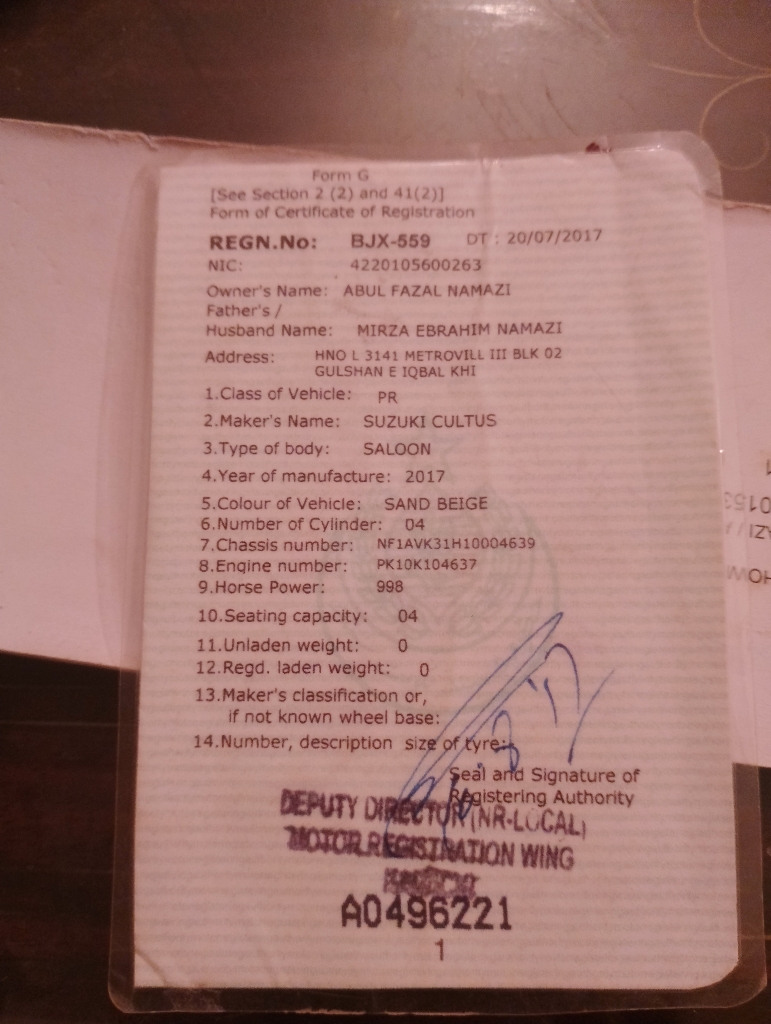 Form G
[See Section 2 (2) and 41(2)]
Form of Certificate of Registration
REGN.No: BJX-559 DT : 20/07/2017
NIC: 4220105600263
Owner's Name: ABUL FAZAL NAMAZI
Father's /
Husband Name: MIRZA EBRAHIM NAMAZI
Address: HNO L 3141 METROVILL III BLK 02
GULSHAN E IQBAL KHI
1.Class of Vehicle: PR
2.Maker's Name: SUZUKI CULTUS
3.Type of body: SALOON
4.Year of manufacture: 2017
5.Colour of Vehicle: SAND BEIGE
6.Number of Cylinder: 04
7.Chassis number: NF1AVK31H10004639
8.Engine number: PK10K104637
9.Horse Power: 998
10.Seating capacity: 04
11.Unladen weight: 0
12.Regd. laden weight: 0
13.Maker's classification or,
if not known wheel base:
14.Number, description size of tyre:
Seal and Signature of
Registering Authority
DEPUTY DIRECTOR (NR-LOCAL)
MOTOR REGISTRATION WING
KARACHI
A0496221
1